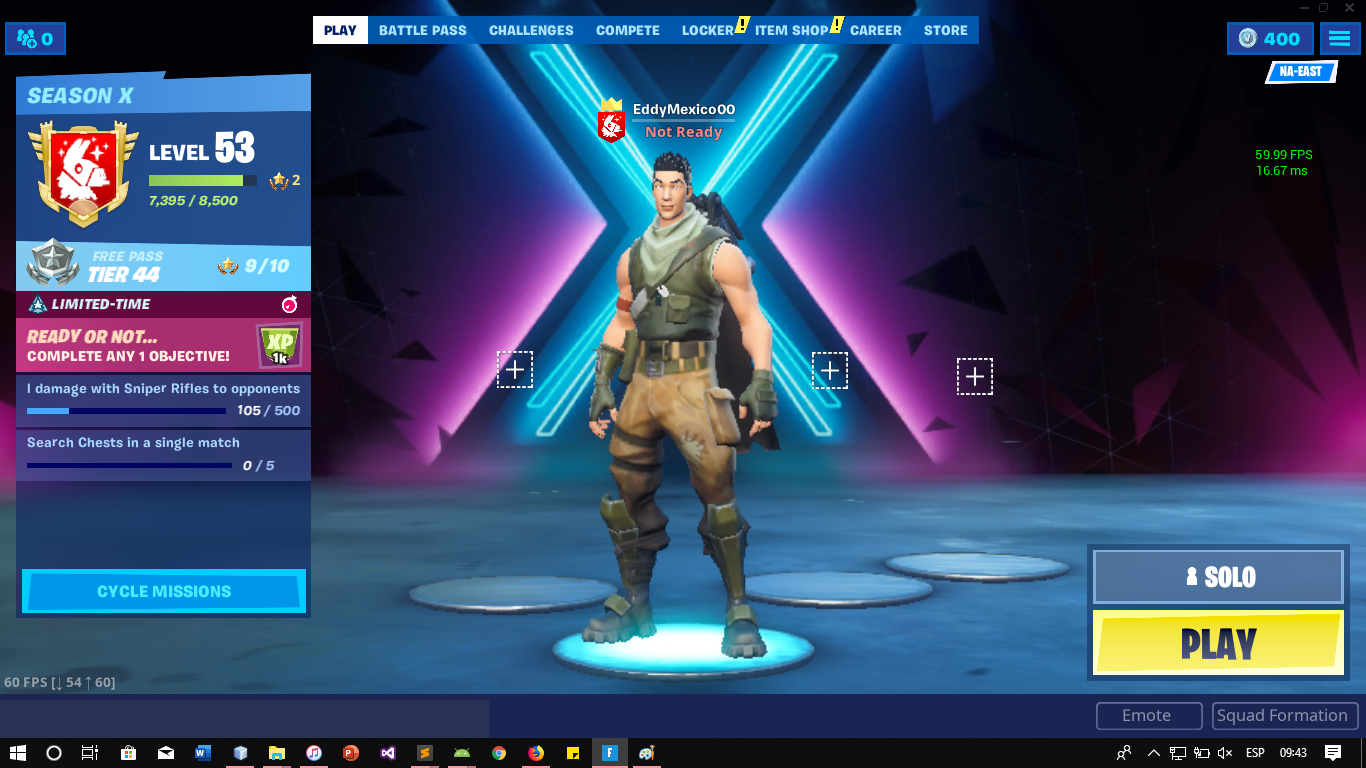 0
PLAY
BATTLE PASS
CHALLENGES
COMPETE
LOCKER
!
ITEM SHOP
!
CAREER
STORE
V
400
NA-EAST
SEASON X
LEVEL 53
2
7,395 / 8,500
FREE PASS
TIER 44
9/10
LIMITED-TIME
READY OR NOT...
COMPLETE ANY 1 OBJECTIVE!
XP
1k
I damage with Sniper Rifles to opponents
105 / 500
Search Chests in a single match
0 / 5
CYCLE MISSIONS
EddyMexico00
Not Ready
59.99 FPS
16.67 ms
SOLO
PLAY
60 FPS [↓ 54 ↑ 60]
Emote
Squad Formation
ESP
09:43